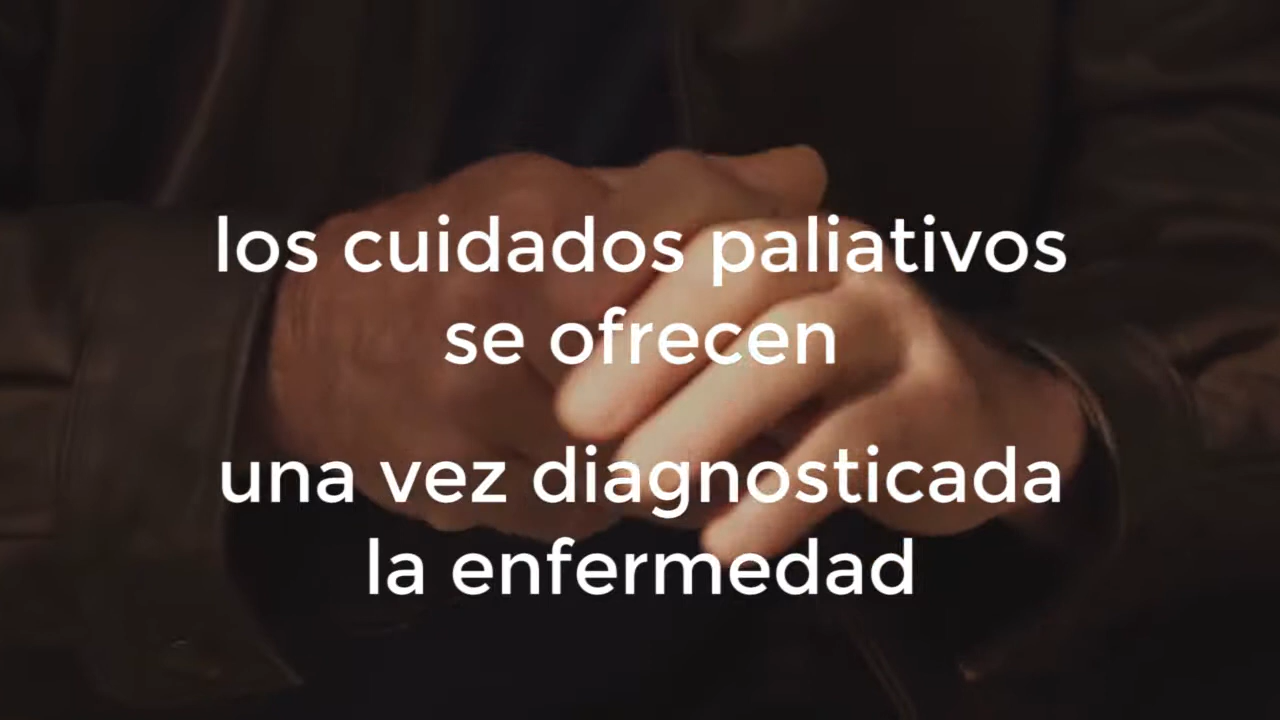 los cuidados paliativos
se ofrecen
una vez diagnosticada
la enfermedad